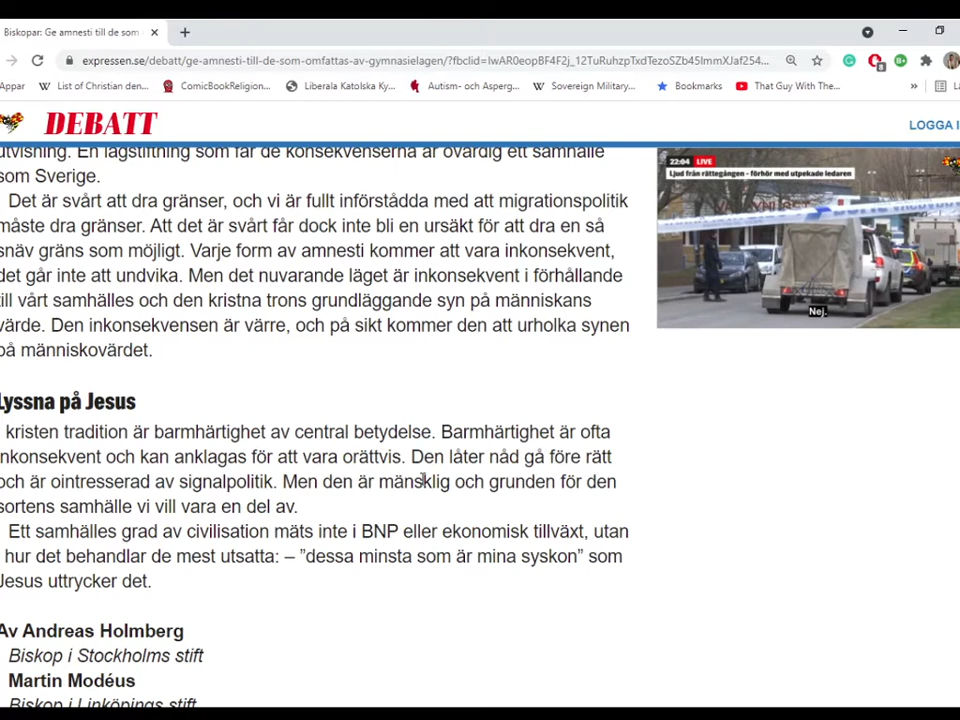 Biskopar: Ge amnesti till de som
expressen.se/debatt/ge-amnesti-till-de-som-omfattas-av-gymnasielagen/?fbclid=IwAR0eopBF4F2j_12TuRuhzpTxdTezoSZb45ImmXJaf254...
Appar
List of Christian den...
ComicBookReligion...
Liberala Katolska Ky...
Autism- och Asperg...
Sovereign Military...
Bookmarks
That Guy With The...
»
DEBATT
LOGGA I
utvisning. En lagstiftning som får de konsekvenserna är ovärdig ett samhälle
som Sverige.
Det är svårt att dra gränser, och vi är fullt införstådda med att migrationspolitik
måste dra gränser. Att det är svårt får dock inte bli en ursäkt för att dra en så
snäv gräns som möjligt. Varje form av amnesti kommer att vara inkonsekvent,
det går inte att undvika. Men det nuvarande läget är inkonsekvent i förhållande
till vårt samhälles och den kristna trons grundläggande syn på människans
värde. Den inkonsekvensen är värre, och på sikt kommer den att urholka synen
på människovärdet.
22:04 LIVE
Ljud från rättegången - förhör med utpekade ledaren
Nej.
Lyssna på Jesus
kristen tradition är barmhärtighet av central betydelse. Barmhärtighet är ofta
inkonsekvent och kan anklagas för att vara orättvis. Den låter nåd gå före rätt
och är ointresserad av signalpolitik. Men den är mänsklig och grunden för den
sortens samhälle vi vill vara en del av.
Ett samhälles grad av civilisation mäts inte i BNP eller ekonomisk tillväxt, utan
hur det behandlar de mest utsatta: – ”dessa minsta som är mina syskon” som
Jesus uttrycker det.
Av Andreas Holmberg
Biskop i Stockholms stift
Martin Modéus
Biskop i Linköpings stift